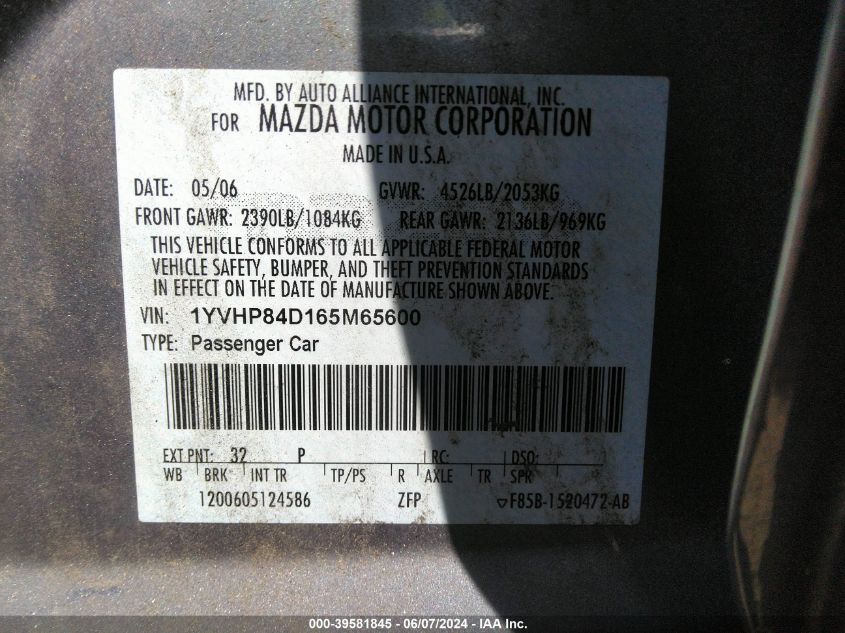 MFD. BY AUTO ALLIANCE INTERNATIONAL, INC.
FOR MAZDA MOTOR CORPORATION
MADE IN U.S.A.
DATE: 05/06 GVWR: 4526LB/2053KG
FRONT GAWR: 2390LB/1084KG REAR GAWR: 2136LB/969KG
THIS VEHICLE CONFORMS TO ALL APPLICABLE FEDERAL MOTOR
VEHICLE SAFETY, BUMPER, AND THEFT PREVENTION STANDARDS
IN EFFECT ON THE DATE OF MANUFACTURE SHOWN ABOVE.
VIN: 1YVHP84D165M65600
TYPE: Passenger Car
EXT PNT: 32 P RC: DSO:
WB BRK INT TR TP/PS R AXLE TR SPR
1200605124586 ZFP F85B-1520472-AB
000-39581845 - 06/07/2024 - IAA Inc.